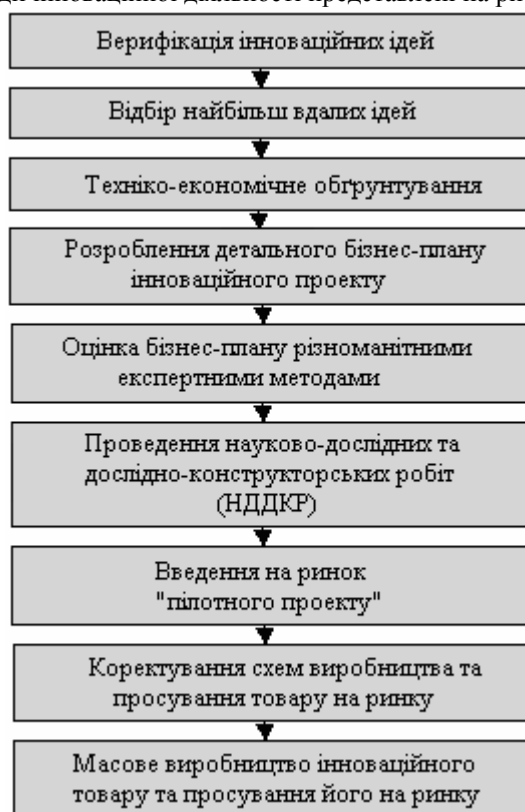 інноваційної діяльності представлені на ри
Верифікація інноваційних ідей
Відбір найбільш вдалих ідей
Техніко-економічне обґрунтування
Розроблення детального бізнес-плану
інноваційного проекту
Оцінка бізнес-плану різноманітними
експертними методами
Проведення науково-дослідних та
дослідно-конструкторських робіт
(НДДКР)
Введення на ринок
"пілотного проекту"
Коректування схем виробництва та
просування товару на ринку
Масове виробництво інноваційного
товару та просування його на ринку